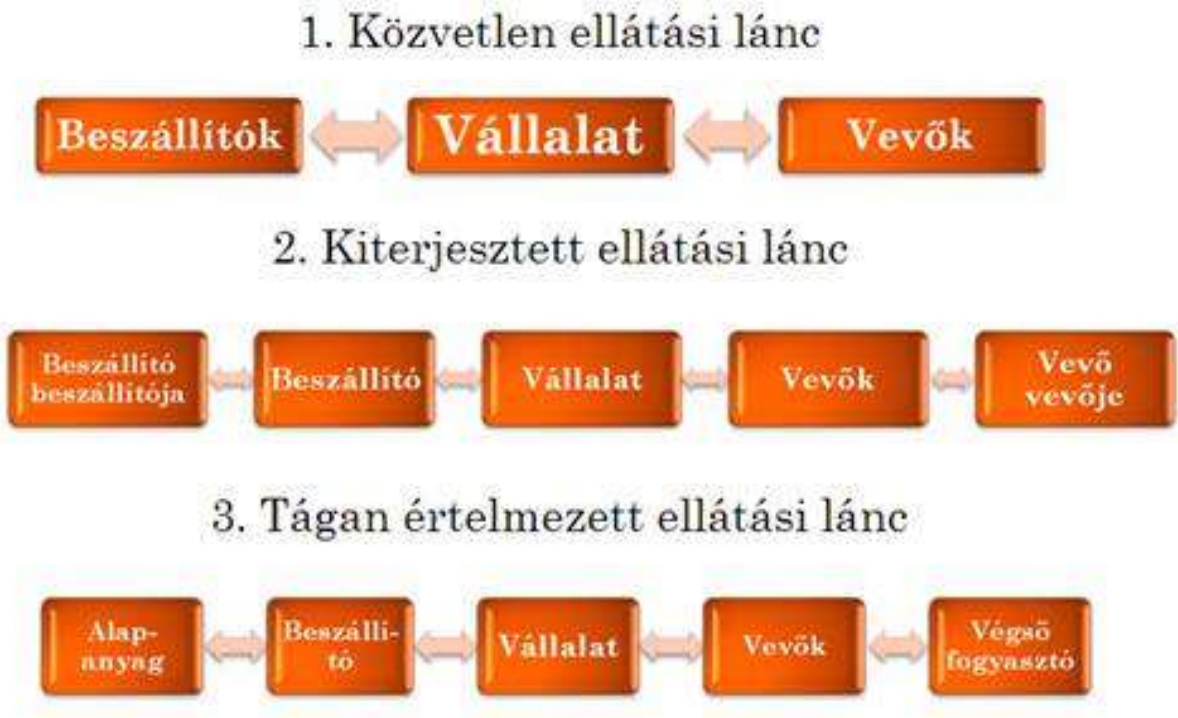 1. Közvetlen ellátási lánc
Beszállítók Vállalat Vevők
2. Kiterjesztett ellátási lánc
Beszállító
beszállítója
Beszállító
Vállalat
Vevők
Vevő
vevője
3. Tágan értelmezett ellátási lánc
Alap-
anyag
Beszállí-
tó
Vállalat
Vevők
Végső
fogyasztó